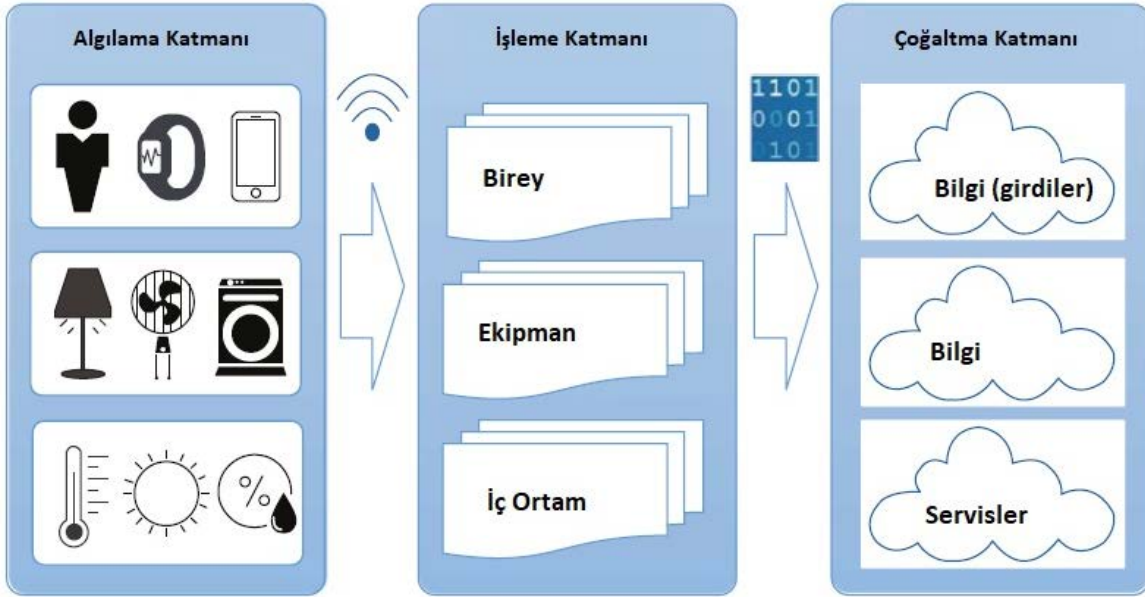 Algılama Katmanı
İşleme Katmanı
Çoğaltma Katmanı
1101
0001
0101
%
Birey
Ekipman
İç Ortam
Bilgi (girdiler)
Bilgi
Servisler